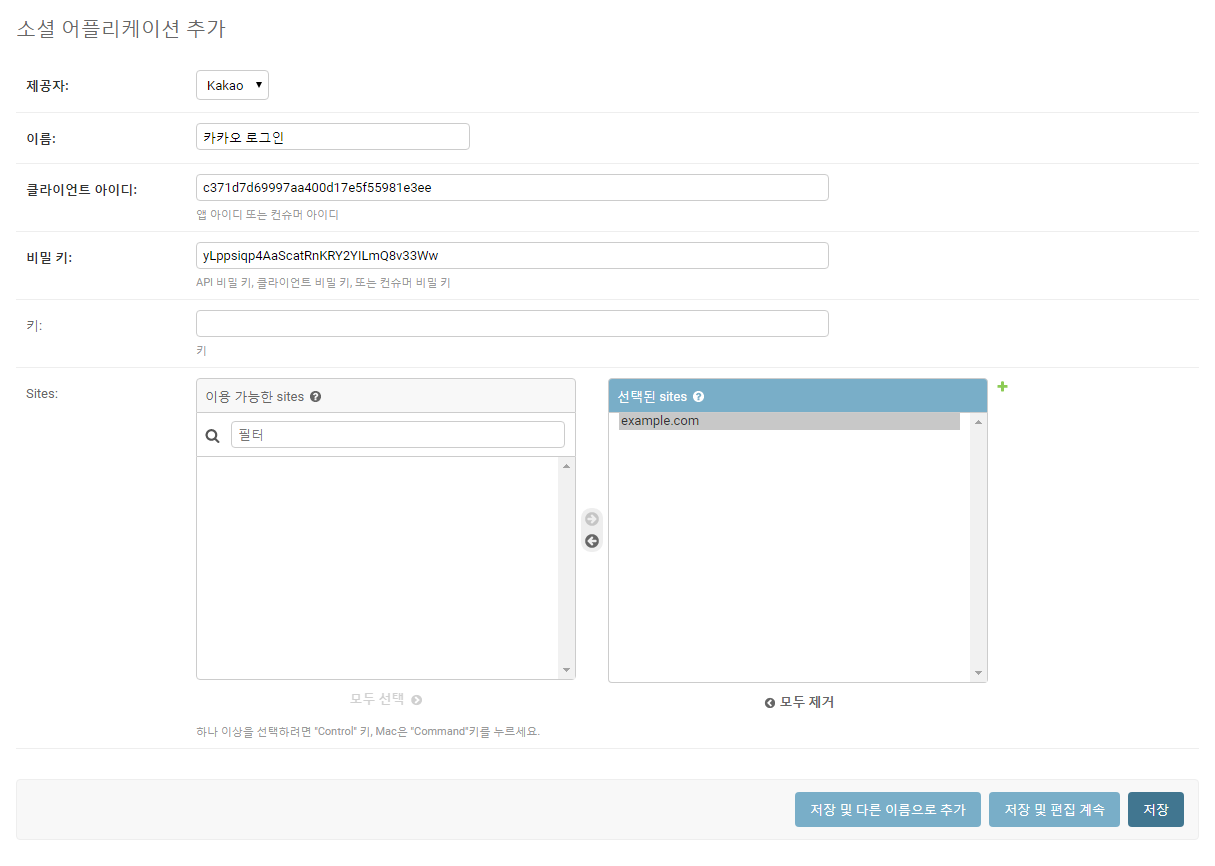 소셜 어플리케이션 추가
제공자:
Kakao
이름:
카카오 로그인
클라이언트 아이디:
c371d7d69997aa400d17e5f55981e3ee
앱 아이디 또는 컨슈머 아이디
비밀 키:
yLppsiqp4AaScatRnKRY2YILmQ8v33Ww
API 비밀 키, 클라이언트 비밀 키, 또는 컨슈머 비밀 키
키:
키
Sites:
이용 가능한 sites
필터
모두 선택
선택된 sites
example.com
모두 제거
하나 이상을 선택하려면 "Control" 키, Mac은 "Command"키를 누르세요.
저장 및 다른 이름으로 추가
저장 및 편집 계속
저장